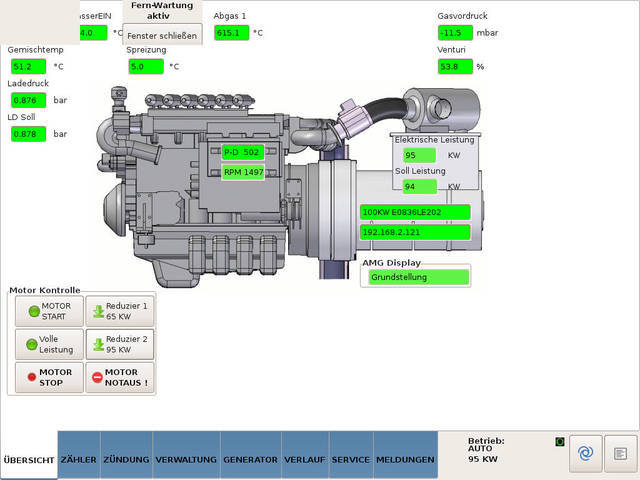 Fern-Wartung
aktiv
Fenster schließen
asserEIN
4.0 °C
Abgas 1
615.1 °C
Gasvordruck
-11.5 mbar
Gemischtemp
51.2 °C
Spreizung
5.0 °C
Venturi
53.8 %
Ladedruck
0.876 bar
LD Soll
0.878 bar
P-D 502
RPM 1497
Elektrische Leistung
95 KW
Soll Leistung
94 KW
100KW E0836LE202
192.168.2.121
AMG Display
Grundstellung
Motor Kontrolle
MOTOR
START
Reduzier 1
65 KW
Volle
Leistung
Reduzier 2
95 KW
MOTOR
STOP
MOTOR
NOTAUS !
ÜBERSICHT
ZÄHLER
ZÜNDUNG
VERWALTUNG
GENERATOR
VERLAUF
SERVICE
MELDUNGEN
Betrieb:
AUTO
95 KW